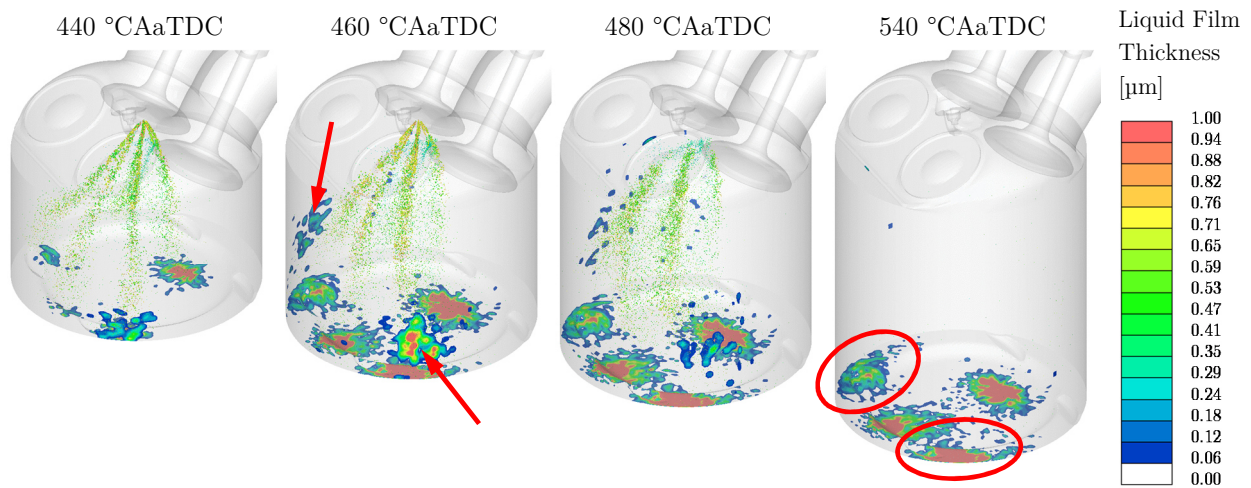 440 °CAaTDC
460 °CAaTDC
480 °CAaTDC
540 °CAaTDC
Liquid Film
Thickness
[µm]
1.00
0.94
0.88
0.82
0.76
0.71
0.65
0.59
0.53
0.47
0.41
0.35
0.29
0.24
0.18
0.12
0.06
0.00